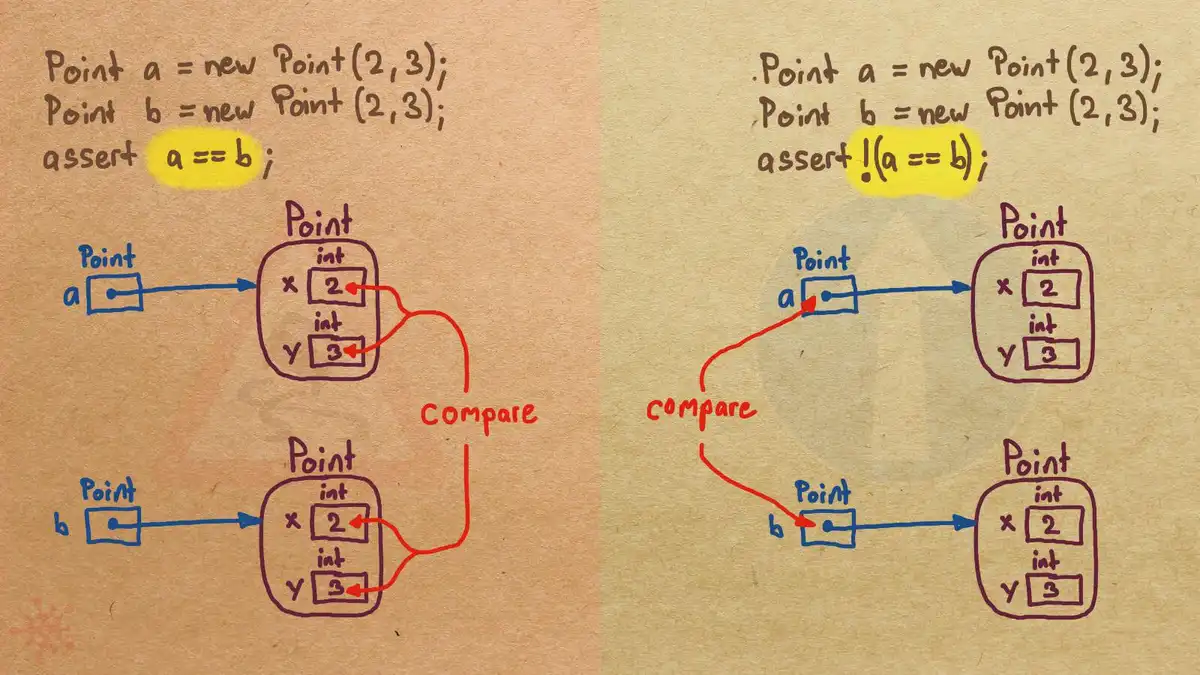 Point a = new Point(2, 3);
Point b = new Point (2, 3);
assert a == b ;
Point
Point
a
int
x 2
int
y 3
compare
Point
Point
b
int
x 2
int
y 3
Point a = new Point(2, 3);
Point b = new Point (2, 3);
assert !(a == b);
Point
Point
a
int
x 2
int
y 3
compare
Point
Point
b
int
x 2
int
y 3